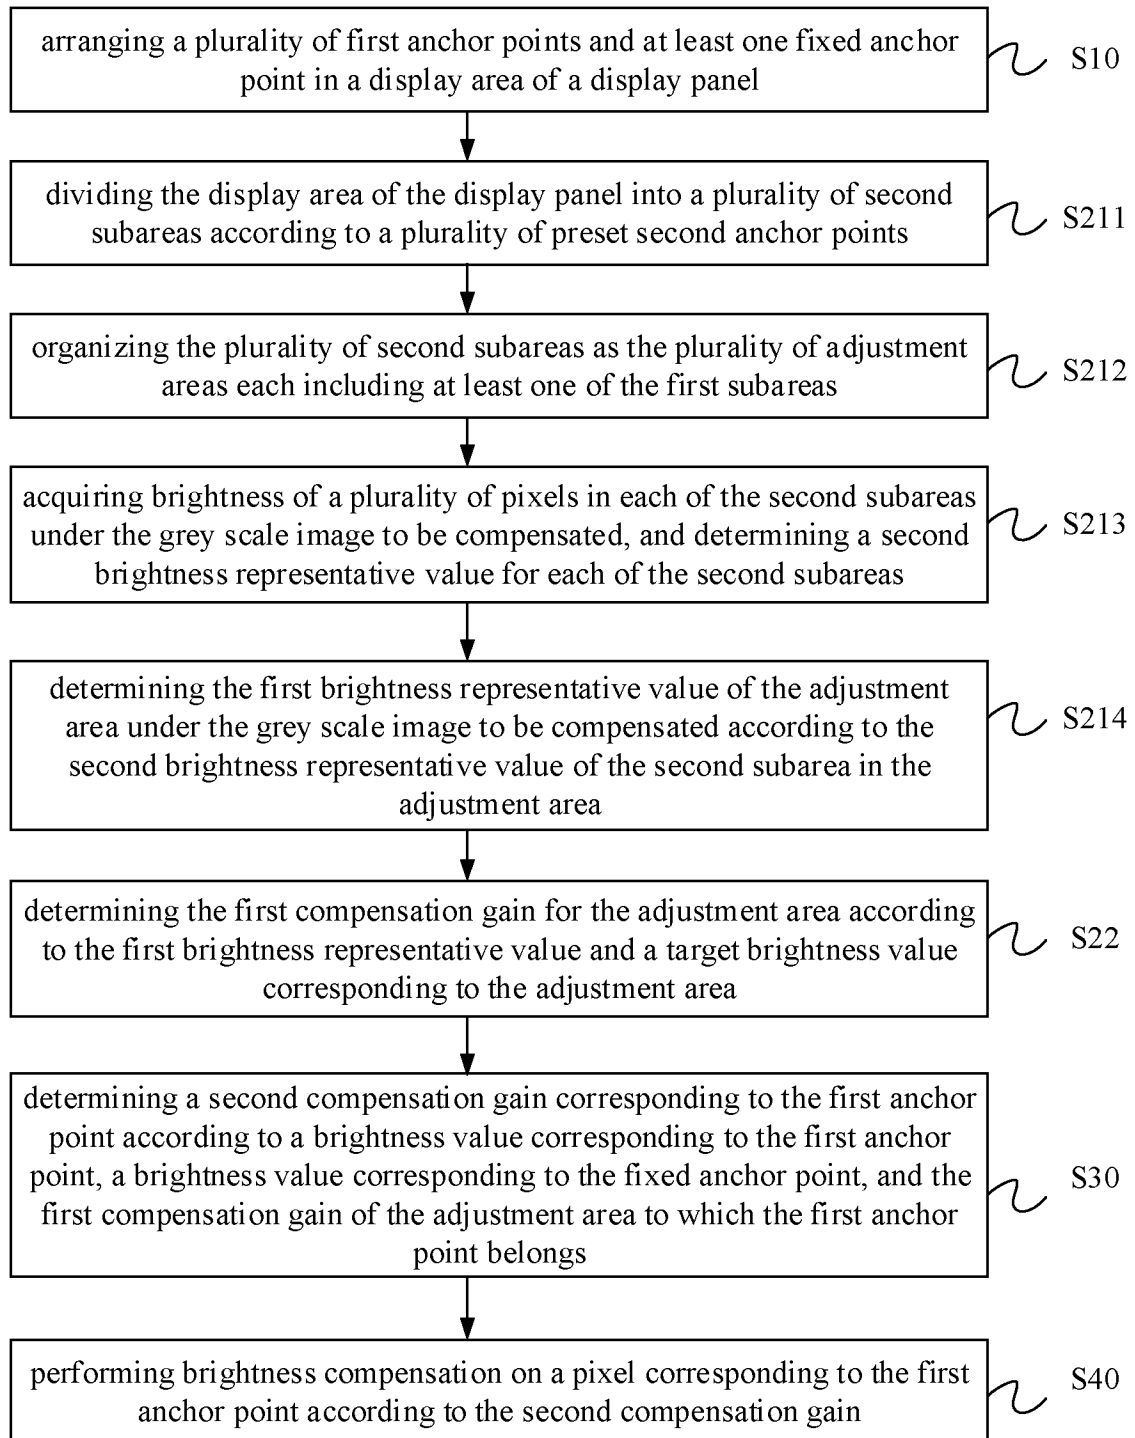 arranging a plurality of first anchor points and at least one fixed anchor
point in a display area of a display panel
S10
dividing the display area of the display panel into a plurality of second
subareas according to a plurality of preset second anchor points
S211
organizing the plurality of second subareas as the plurality of adjustment
areas each including at least one of the first subareas
S212
acquiring brightness of a plurality of pixels in each of the second subareas
under the grey scale image to be compensated, and determining a second
brightness representative value for each of the second subareas
S213
determining the first brightness representative value of the adjustment
area under the grey scale image to be compensated according to the
second brightness representative value of the second subarea in the
adjustment area
S214
determining the first compensation gain for the adjustment area according
to the first brightness representative value and a target brightness value
corresponding to the adjustment area
S22
determining a second compensation gain corresponding to the first anchor
point according to a brightness value corresponding to the first anchor
point, a brightness value corresponding to the fixed anchor point, and the
first compensation gain of the adjustment area to which the first anchor
point belongs
S30
performing brightness compensation on a pixel corresponding to the first
anchor point according to the second compensation gain
S40